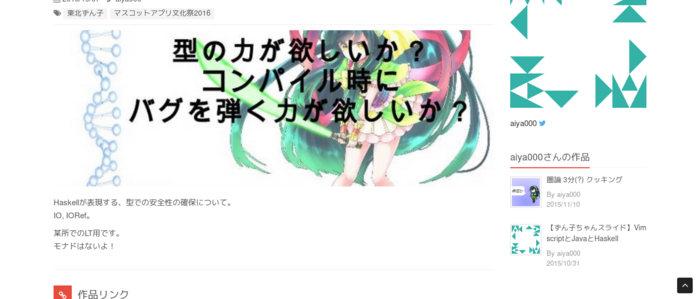 東北ずん子 マスコットアプリ文化祭2016
型の力が欲しいか？
コンパイル時に
バグを弾く力が欲しいか？
Haskellが表現する、型での安全性の確保について。
IO, IORef。
某所でのLT用です。
モナドはないよ！
作品リンク
aiya000
aiya000さんの作品
圏論 3分(?) クッキング
By aiya000
2015/11/10
【ずん子ちゃんスライド】Vim
scriptとJavaとHaskell
By aiya000
2015/10/31